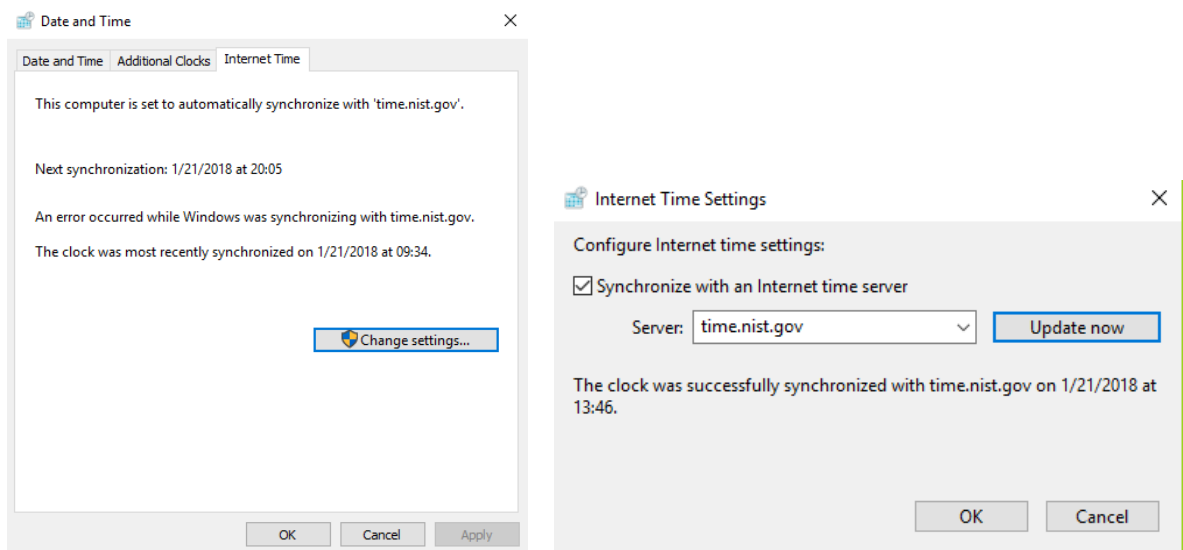 Date and Time
Date and Time Additional Clocks Internet Time
This computer is set to automatically synchronize with 'time.nist.gov'.
Next synchronization: 1/21/2018 at 20:05
An error occurred while Windows was synchronizing with time.nist.gov.
The clock was most recently synchronized on 1/21/2018 at 09:34.
Change settings...
OK Cancel Apply
Internet Time Settings
Configure Internet time settings:
Synchronize with an Internet time server
Server: time.nist.gov Update now
The clock was successfully synchronized with time.nist.gov on 1/21/2018 at
13:46.
OK Cancel